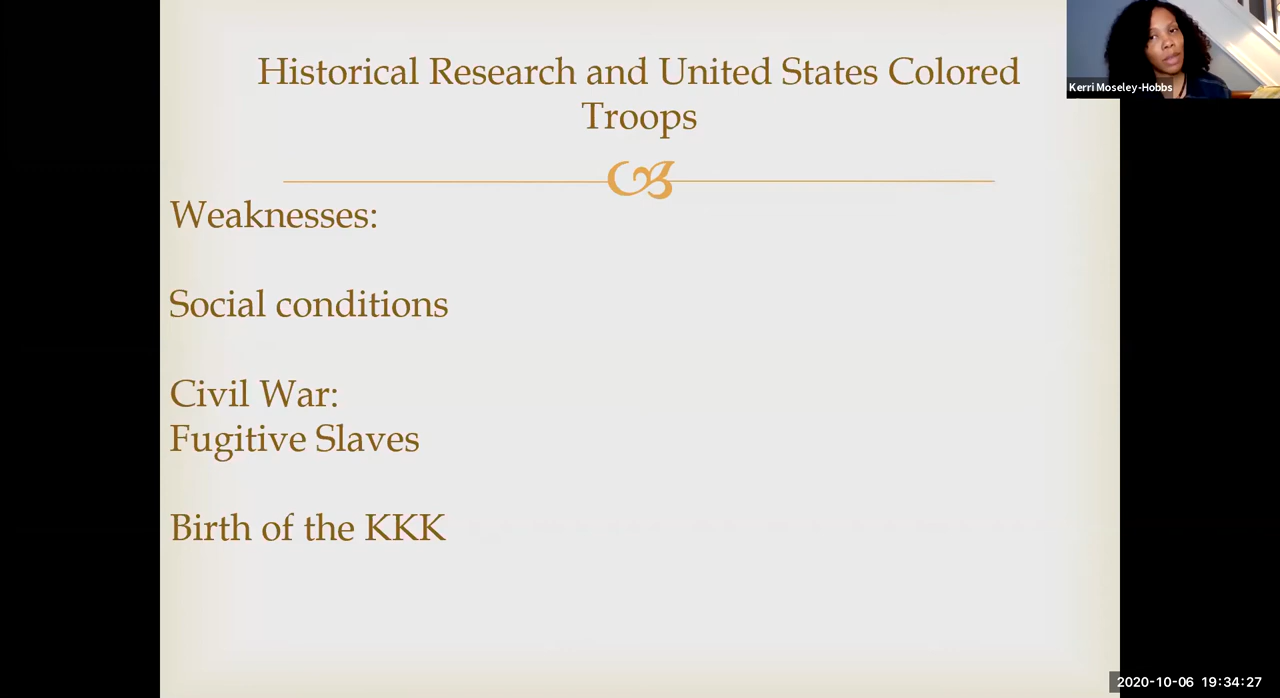 Historical Research and United States Colored
Troops
Weaknesses:
Social conditions
Civil War:
Fugitive Slaves
Birth of the KKK
Kerri Moseley-Hobbs
2020-10-06 19:34:27